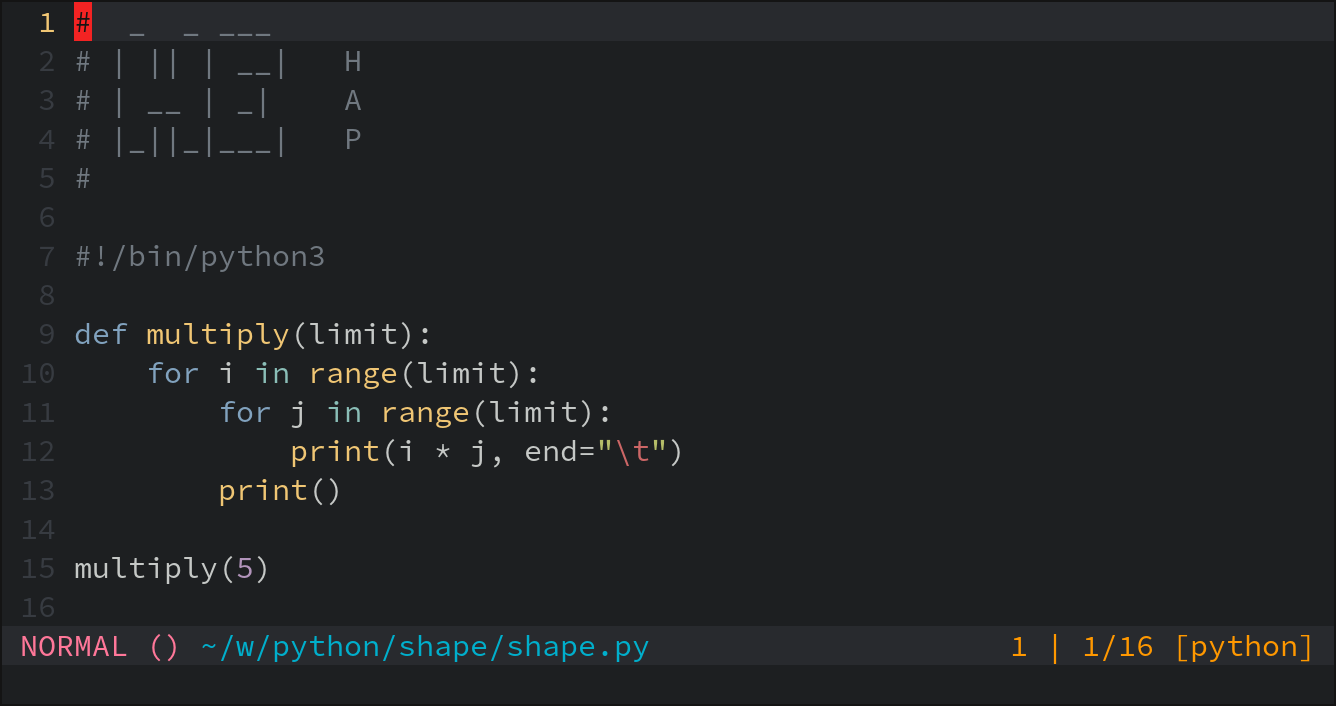 1 #  _  _ ___
2 # | || | __|   H
3 # | __ | _|    A
4 # |_||_|___|   P
5 #
6
7 #!/bin/python3
8
9 def multiply(limit):
10     for i in range(limit):
11         for j in range(limit):
12             print(i * j, end="\t")
13         print()
14
15 multiply(5)
16
NORMAL () ~/w/python/shape/shape.py 1 | 1/16 [python]